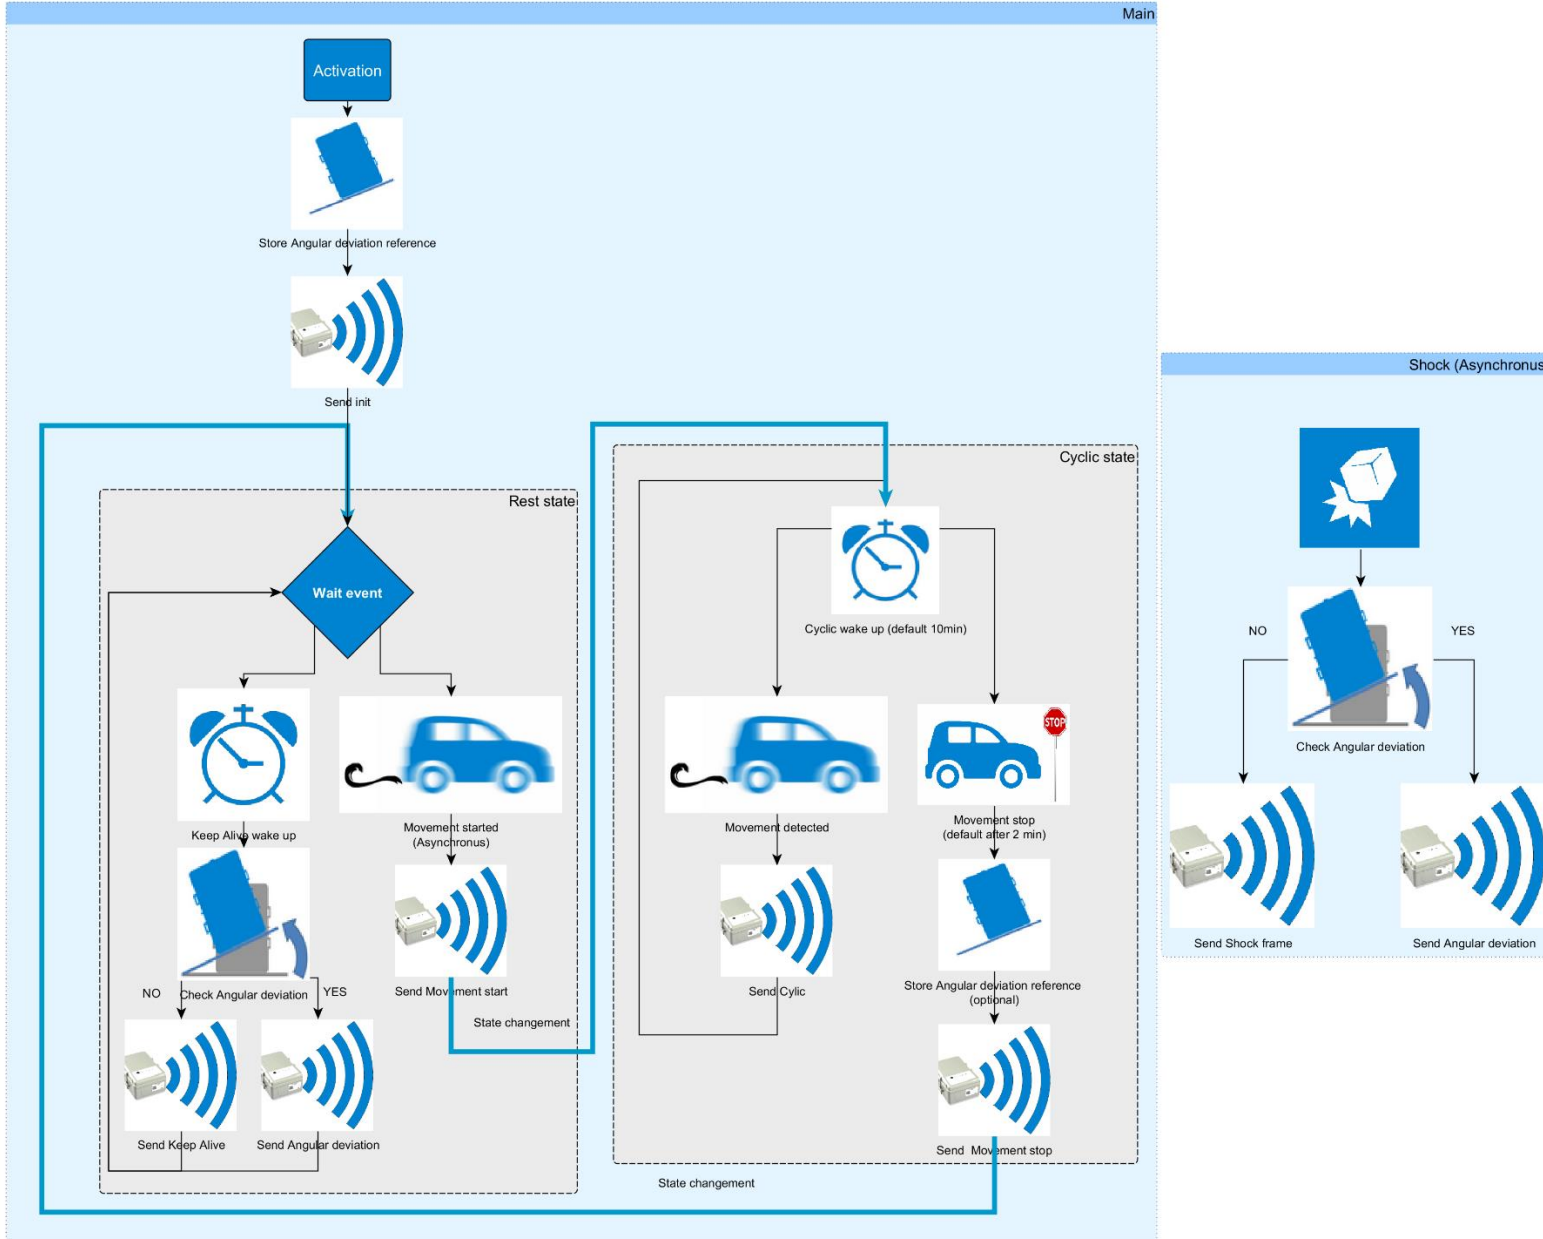 Main
Activation
Store Angular deviation reference
Send init
Rest state
Wait event
Keep Alive wake up
Movement started
(Asynchronus)
Check Angular deviation
NO
YES
Send Movement start
State changement
Send Keep Alive
Send Angular deviation
Cyclic state
Cyclic wake up (default 10min)
Movement detected
STOP
Movement stop
(default after 2 min)
Send Cylic
Store Angular deviation reference
(optional)
Send Movement stop
State changement
Shock (Asynchronus
NO
YES
Check Angular deviation
Send Shock frame
Send Angular deviation